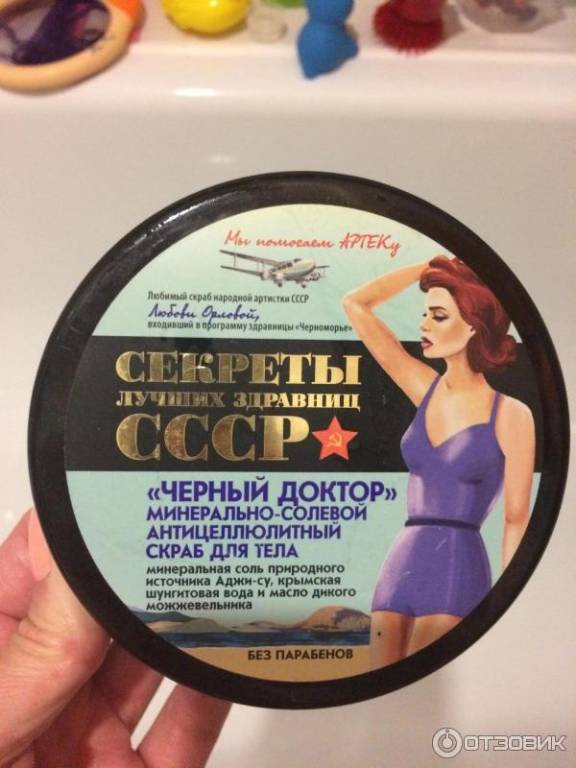 Мы помогаем АРТЕКу
Любимый скраб народной артистки СССР
Любови Орловой,
входивший в программу здравницы «Черноморье»
СЕКРЕТЫ
ЛУЧШИХ ЗДРАВНИЦ
СССР
«ЧЕРНЫЙ ДОКТОР»
МИНЕРАЛЬНО-СОЛЕВОЙ
АНТИЦЕЛЛЮЛИТНЫЙ
СКРАБ ДЛЯ ТЕЛА
минеральная соль природного
источника Аджи-су, крымская
шунгитовая вода и масло дикого
можжевельника
БЕЗ ПАРАБЕНОВ
ОТЗОВИК